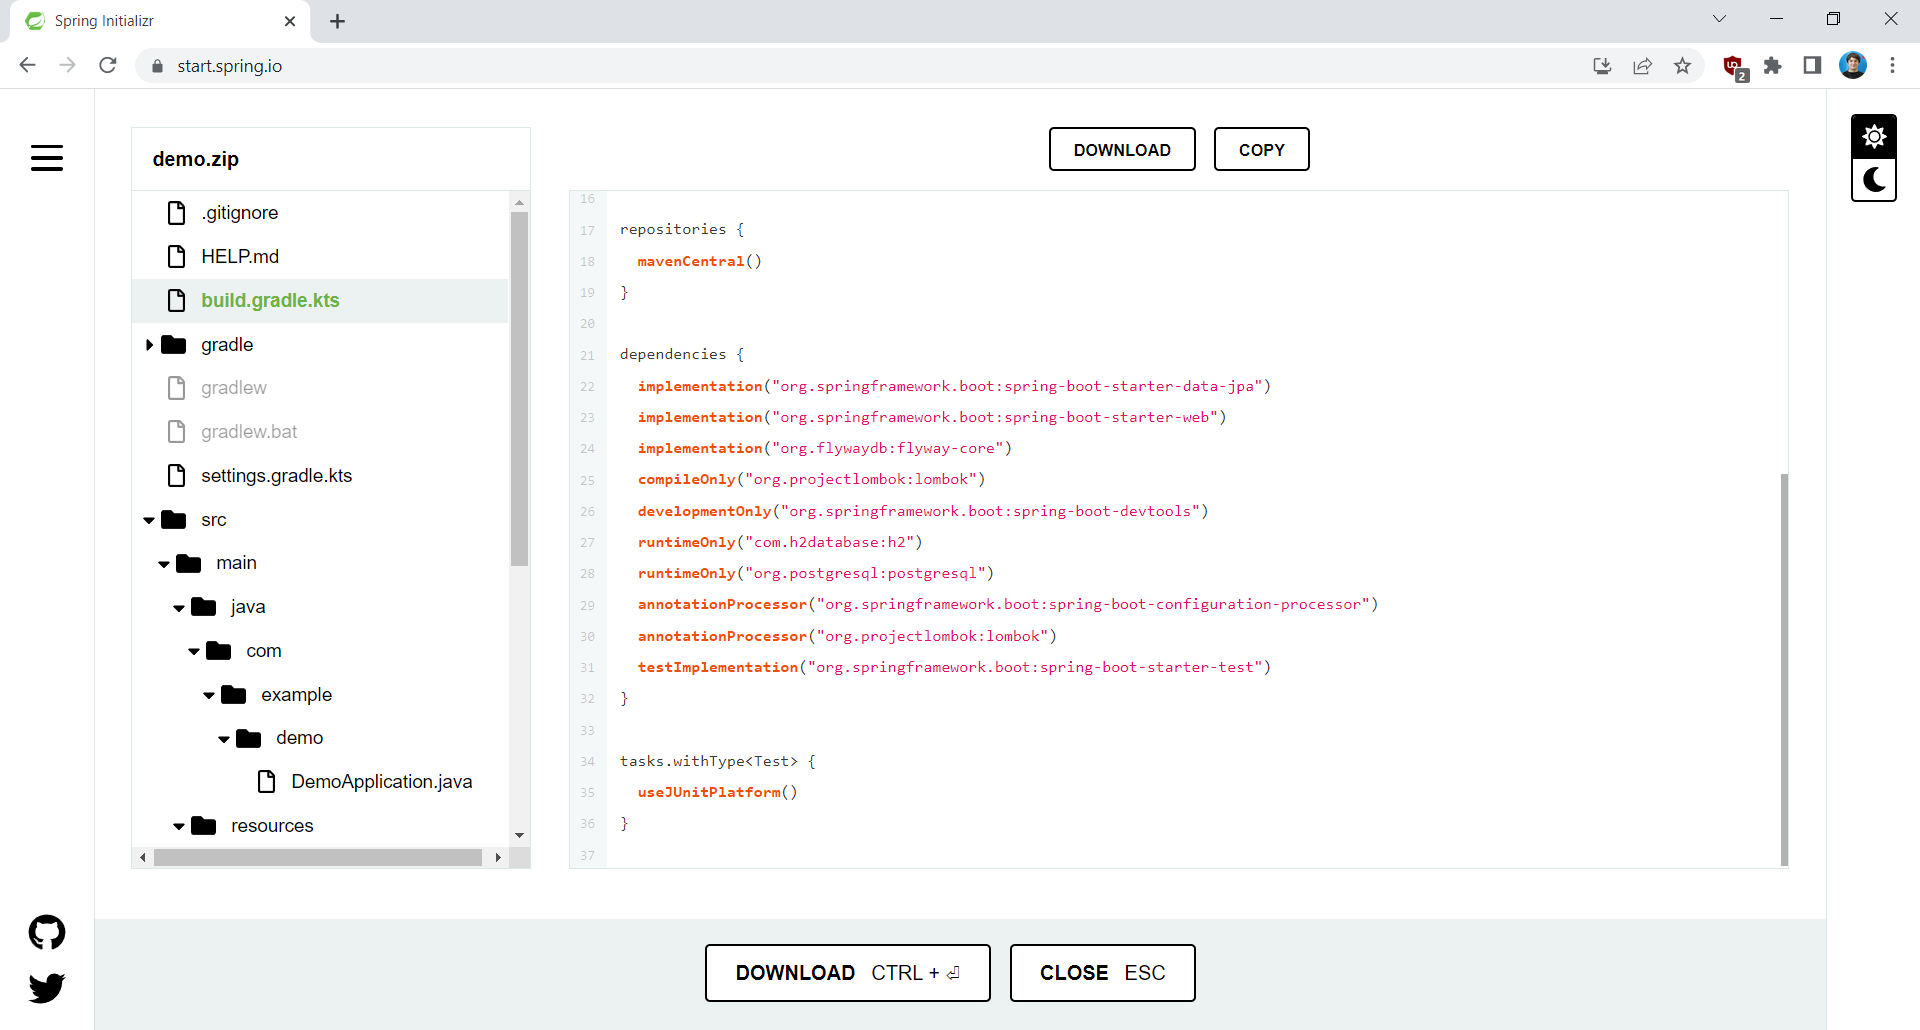 Spring Initializr
start.spring.io
2
demo.zip
.gitignore
HELP.md
build.gradle.kts
gradle
gradlew
gradlew.bat
settings.gradle.kts
src
main
java
com
example
demo
DemoApplication.java
resources
DOWNLOAD COPY
16
17 repositories {
18   mavenCentral()
19 }
20
21 dependencies {
22   implementation("org.springframework.boot:spring-boot-starter-data-jpa")
23   implementation("org.springframework.boot:spring-boot-starter-web")
24   implementation("org.flywaydb:flyway-core")
25   compileOnly("org.projectlombok:lombok")
26   developmentOnly("org.springframework.boot:spring-boot-devtools")
27   runtimeOnly("com.h2database:h2")
28   runtimeOnly("org.postgresql:postgresql")
29   annotationProcessor("org.springframework.boot:spring-boot-configuration-processor")
30   annotationProcessor("org.projectlombok:lombok")
31   testImplementation("org.springframework.boot:spring-boot-starter-test")
32 }
33
34 tasks.withType<Test> {
35   useJUnitPlatform()
36 }
37
DOWNLOAD CTRL + ⏎
CLOSE ESC